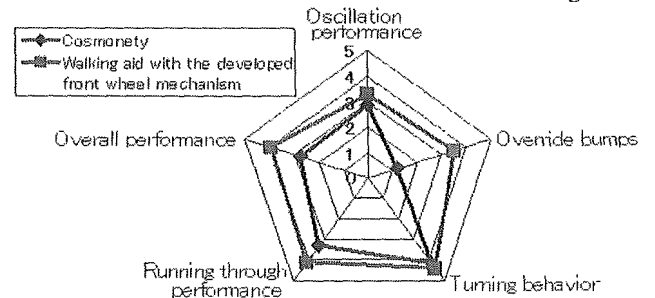 Oscillation
performance
Cosmonety
Walking aid with the developed
front wheel mechanism
5
4
3
2
1
0
Overall performance
Override bumps
Running through
performance
Turning behavior